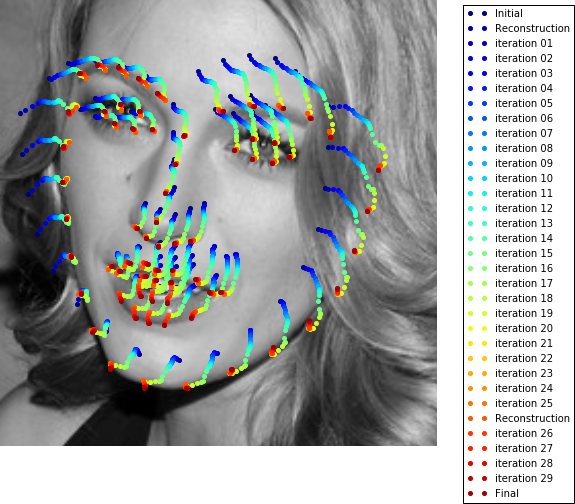 Initial
Reconstruction
iteration 01
iteration 02
iteration 03
iteration 04
iteration 05
iteration 06
iteration 07
iteration 08
iteration 09
iteration 10
iteration 11
iteration 12
iteration 13
iteration 14
iteration 15
iteration 16
iteration 17
iteration 18
iteration 19
iteration 20
iteration 21
iteration 22
iteration 23
iteration 24
iteration 25
Reconstruction
iteration 26
iteration 27
iteration 28
iteration 29
Final